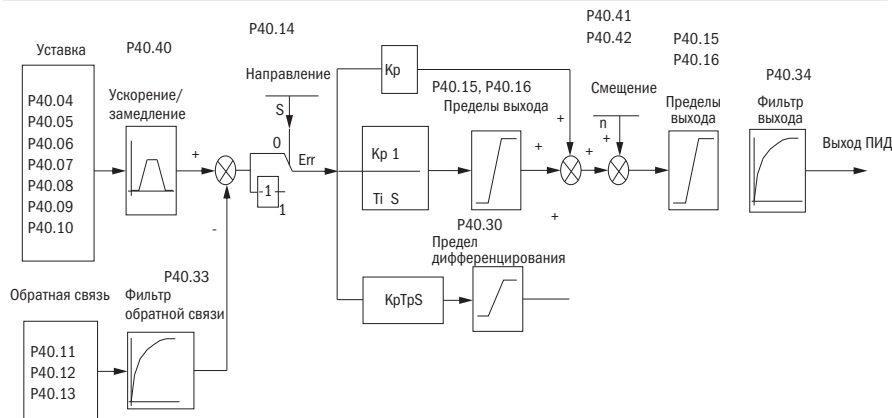 P40.41
P40.42
P40.14
P40.40
Уставка
P40.15
P40.16
P40.34
Направление
Kp
P40.15, P40.16
Пределы выхода
Смещение
Пределы
выхода
Фильтр
выхода
P40.04
P40.05
P40.06
P40.07
P40.08
P40.09
P40.10
Ускорение/
замедление
S
n
0
Err
+
+
+
+
+
Выход ПИД
Kp 1
Ti S
-1
1
-
+
P40.30
Предел
дифференцирования
P40.33
Обратная связь
Фильтр
обратной связи
KpTpS
P40.11
P40.12
P40.13